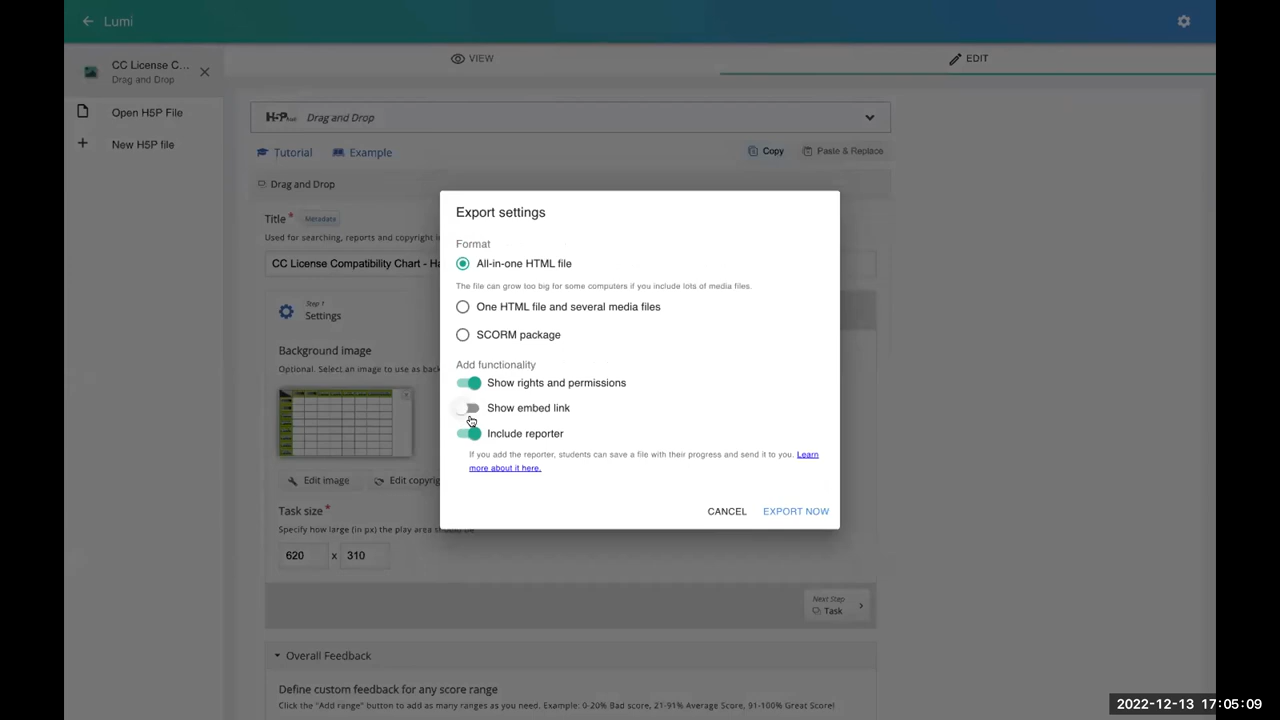 Lumi
CC License C...
Drag and Drop
Open H5P File
New H5P file
VIEW
EDIT
H5P Drag and Drop
Tutorial Example
Copy Paste & Replace
Drag and Drop
Title * Metadata
Used for searching, reports and copyright in
CC License Compatibility Chart - Ha
Step 1
Settings
Background image
Optional. Select an image to use as back
Edit image Edit copyrig
Task size *
Specify how large (in px) the play area should be
620 x 310
Next Step
Task
Overall Feedback
Define custom feedback for any score range
Click the "Add range" button to add as many ranges as you need. Example: 0-20% Bad score, 21-91% Average Score, 91-100% Great Score!
Export settings
Format
All-in-one HTML file
The file can grow too big for some computers if you include lots of media files.
One HTML file and several media files
SCORM package
Add functionality
Show rights and permissions
Show embed link
Include reporter
If you add the reporter, students can save a file with their progress and send it to you. Learn
more about it here.
CANCEL EXPORT NOW
2022-12-13 17:05:09